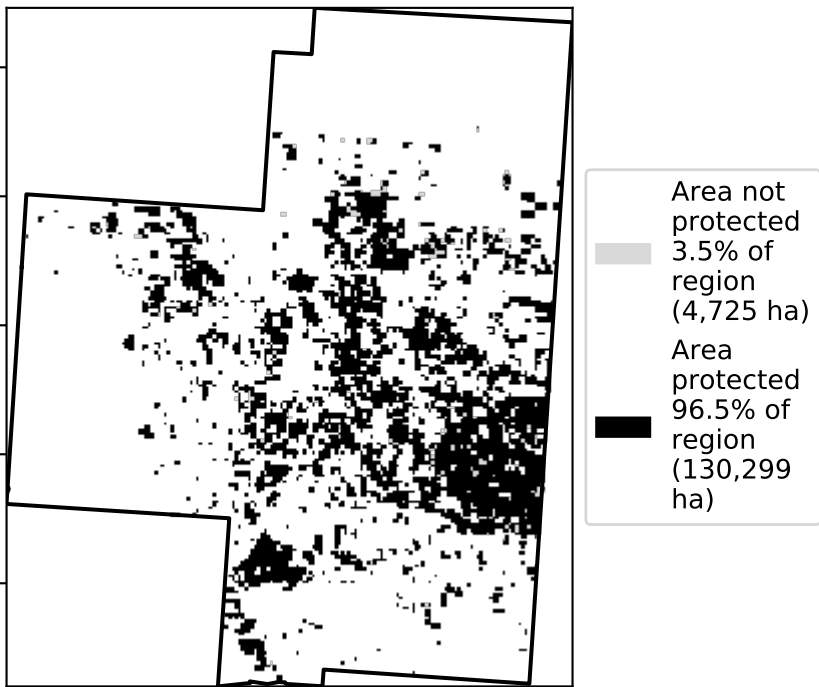 Area not
protected
3.5% of
region
(4,725 ha)
Area
protected
96.5% of
region
(130,299
ha)